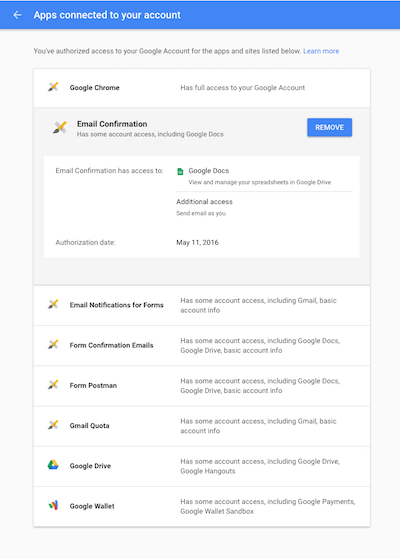 Apps connected to your account
You've authorized access to your Google Account for the apps and sites listed below. Learn more
Google Chrome
Has full access to your Google Account
Email Confirmation
Has some account access, including Google Docs
REMOVE
Email Confirmation has access to:
Google Docs
View and manage your spreadsheets in Google Drive
Additional access
Send email as you
Authorization date:
May 11, 2016
Email Notifications for Forms
Has some account access, including Gmail, basic
account info
Form Confirmation Emails
Has some account access, including Google Docs,
Google Drive, basic account info
Form Postman
Has some account access, including Google Docs,
Google Drive, basic account info
Gmail Quota
Has some account access, including Gmail, basic
account info
Google Drive
Has some account access, including Google Drive,
Google Hangouts
Google Wallet
Has some account access, including Google Payments,
Google Wallet Sandbox